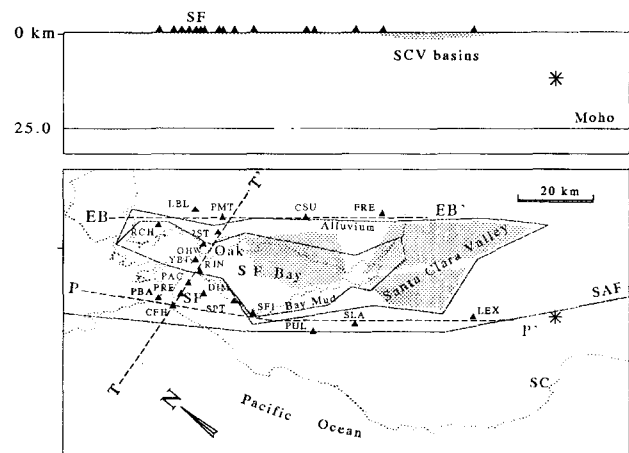 SF
0 km
SCV basins
Moho
25.0
20 km
T'
LBL
PMT
CSU
FRE
EB
EB'
Alluvium
RCH
2ST
Oak
OHW
YBI
RIN
S F Bay
Santa Clara Valley
PAC
PRE
DIM
PBA
P
SF
SPT
SF1
Bay Mud
CFH
SLA
LEX
SAF
PUL
P'
T
N
SC
Pacific Ocean